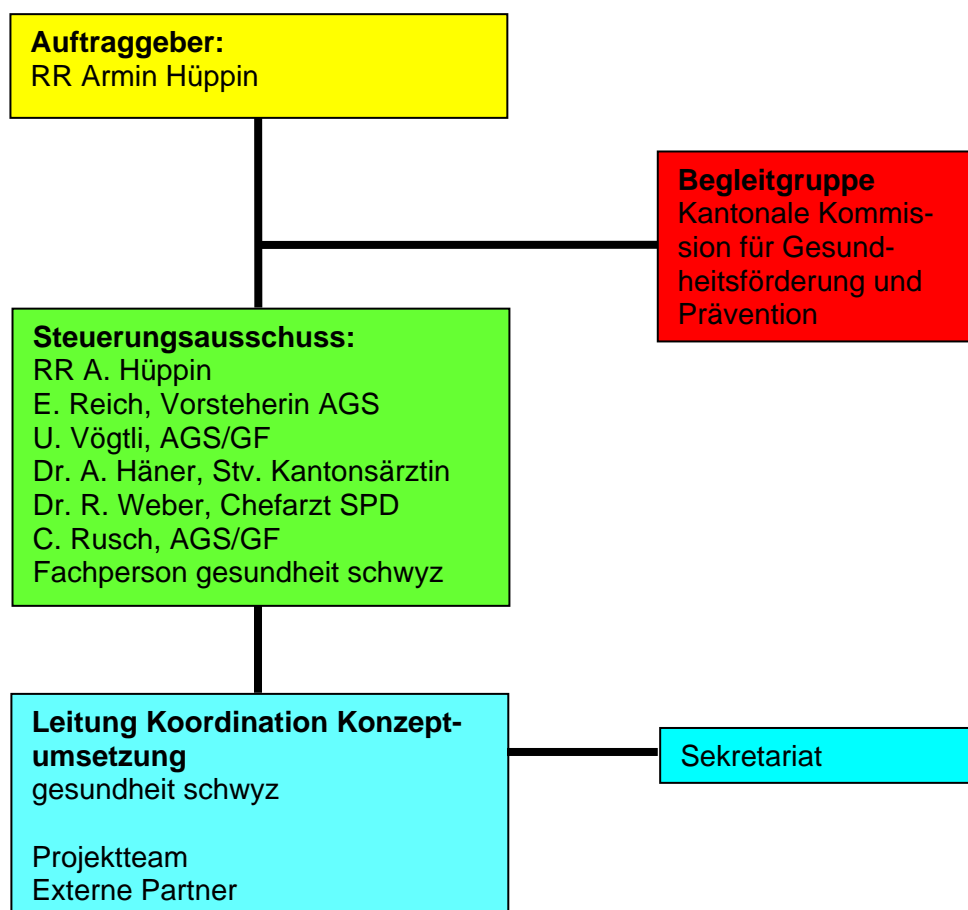 Auftraggeber:
RR Armin Hüppin
Begleitgruppe
Kantonale Kommis-
sion für Gesund-
heitsförderung und
Prävention
Steuerungsausschuss:
RR A. Hüppin
E. Reich, Vorsteherin AGS
U. Vögtli, AGS/GF
Dr. A. Häner, Stv. Kantonsärztin
Dr. R. Weber, Chefarzt SPD
C. Rusch, AGS/GF
Fachperson gesundheit schwyz
Leitung Koordination Konzept-
umsetzung
gesundheit schwyz
Projektteam
Externe Partner
Sekretariat